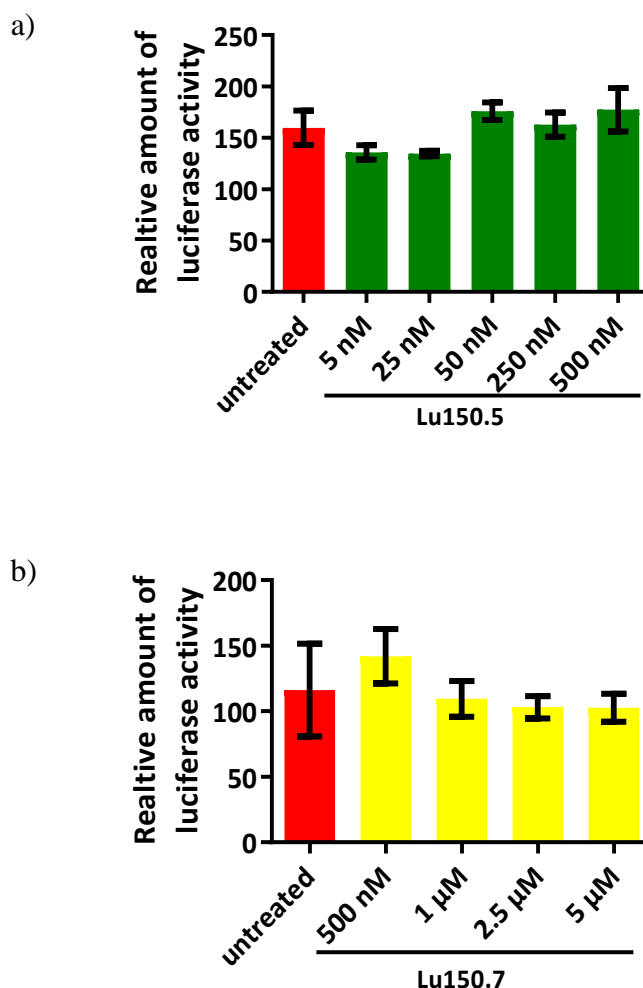 a)
Realtive amount of
luciferase activity
250
200
150
100
50
0
untreated
5 nM
25 nM
50 nM
250 nM
500 nM
Lu150.5
b)
Realtive amount of
luciferase activity
200
150
100
50
0
untreated
500 nM
1 µM
2.5 µM
5 µM
Lu150.7